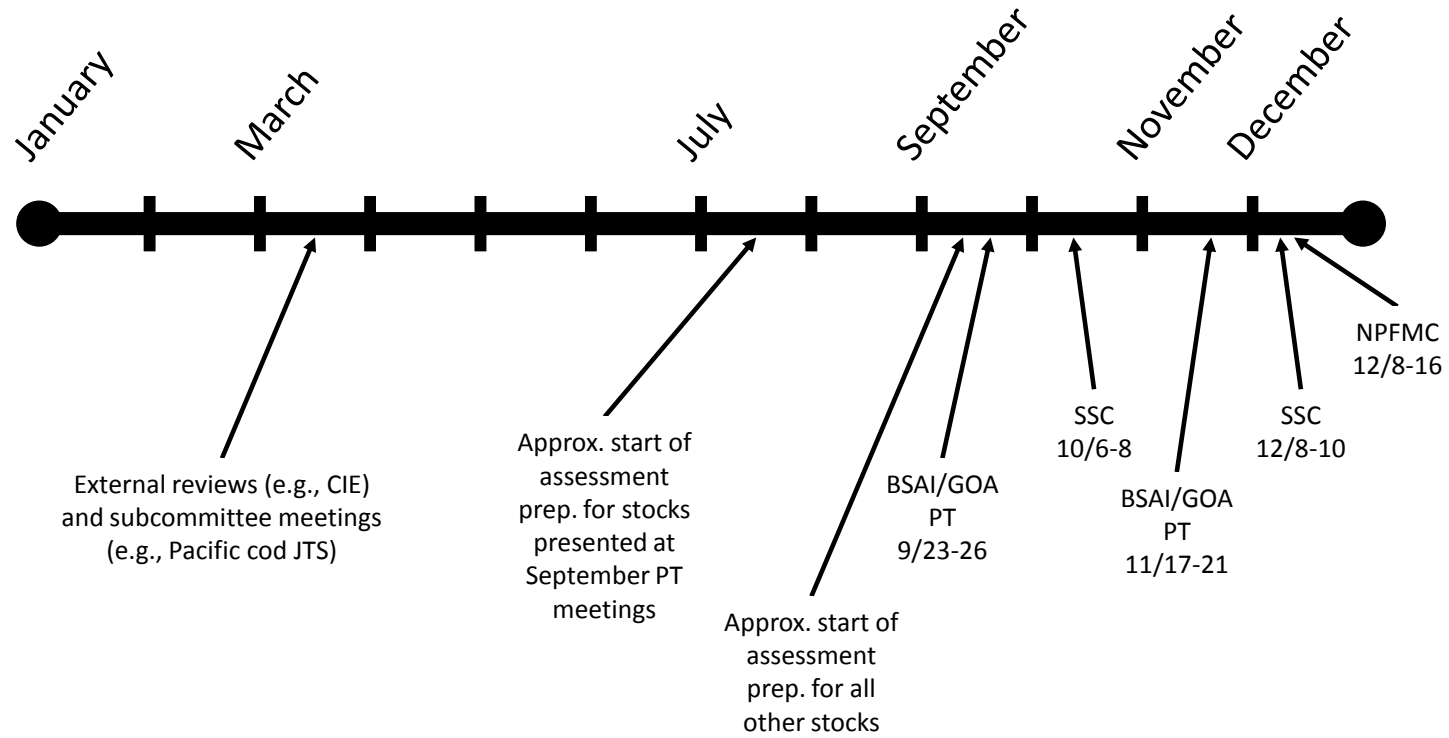 January
March
July
September
November
December
External reviews (e.g., CIE)
and subcommittee meetings
(e.g., Pacific cod JTS)
Approx. start of
assessment
prep. for stocks
presented at
September PT
meetings
Approx. start of
assessment
prep. for all
other stocks
BSAI/GOA
PT
9/23-26
SSC
10/6-8
BSAI/GOA
PT
11/17-21
SSC
12/8-10
NPFMC
12/8-16